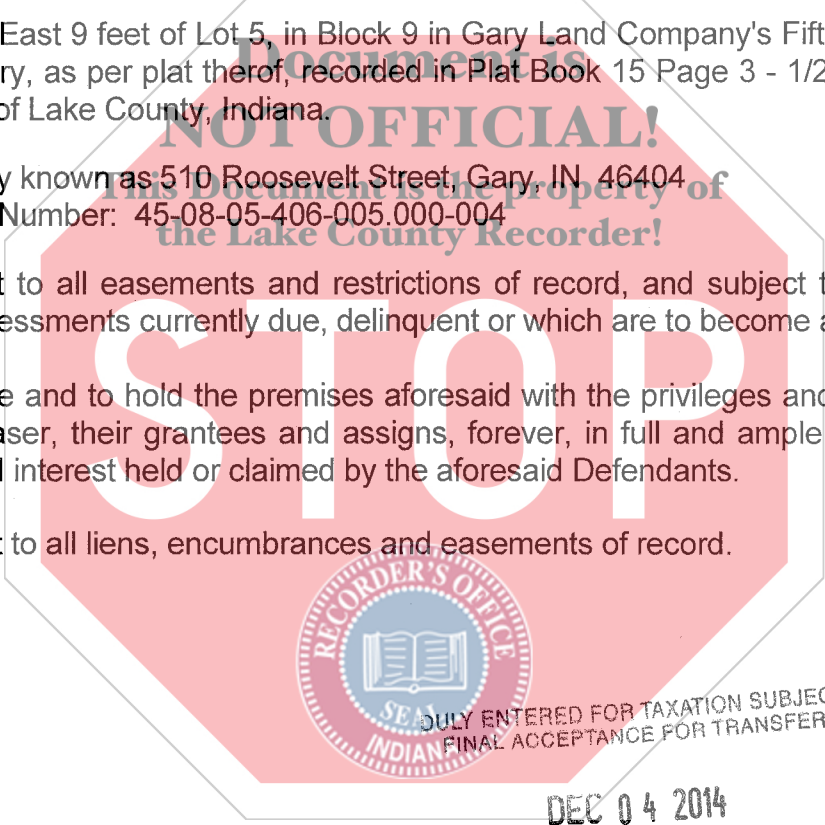 East 9 feet of Lot 5, in Block 9 in Gary Land Company's Fift
Document is
ry, as per plat therof, recorded in Plat Book 15 Page 3 - 1/2
of Lake County, Indiana.
NOT OFFICIAL!
y known as 510 Roosevelt Street, Gary, IN 46404
This Document is the property of
Number: 45-08-05-406-005.000-004
the Lake County Recorder!
t to all easements and restrictions of record, and subject t
essments currently due, delinquent or which are to become a
STOP
e and to hold the premises aforesaid with the privileges and
aser, their grantees and assigns, forever, in full and ample
interest held or claimed by the aforesaid Defendants.
t to all liens, encumbrances and easements of record.
RECORDER'S OFFICE
SEAL
INDIANA
DULY ENTERED FOR TAXATION SUBJEC
FINAL ACCEPTANCE FOR TRANSFER
DEC 04 2014